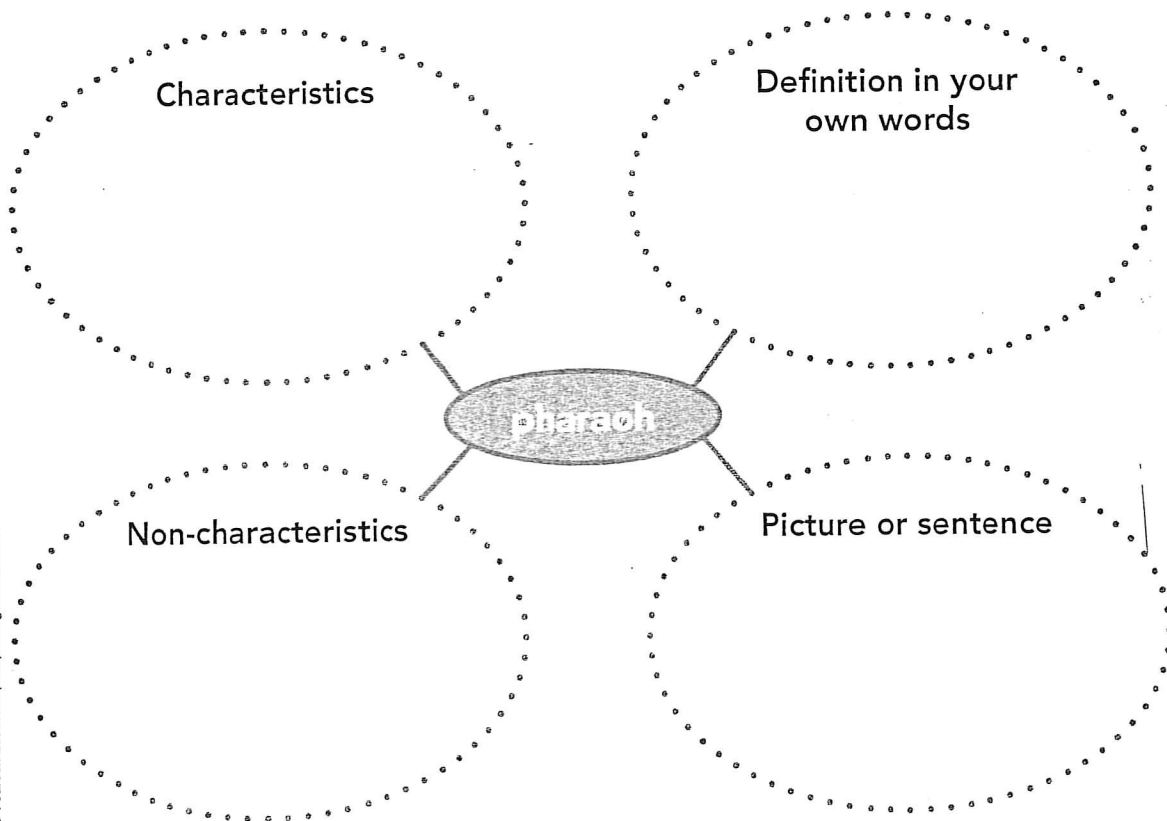 Characteristics
Definition in your
own words
pharaoh
Non-characteristics
Picture or sentence